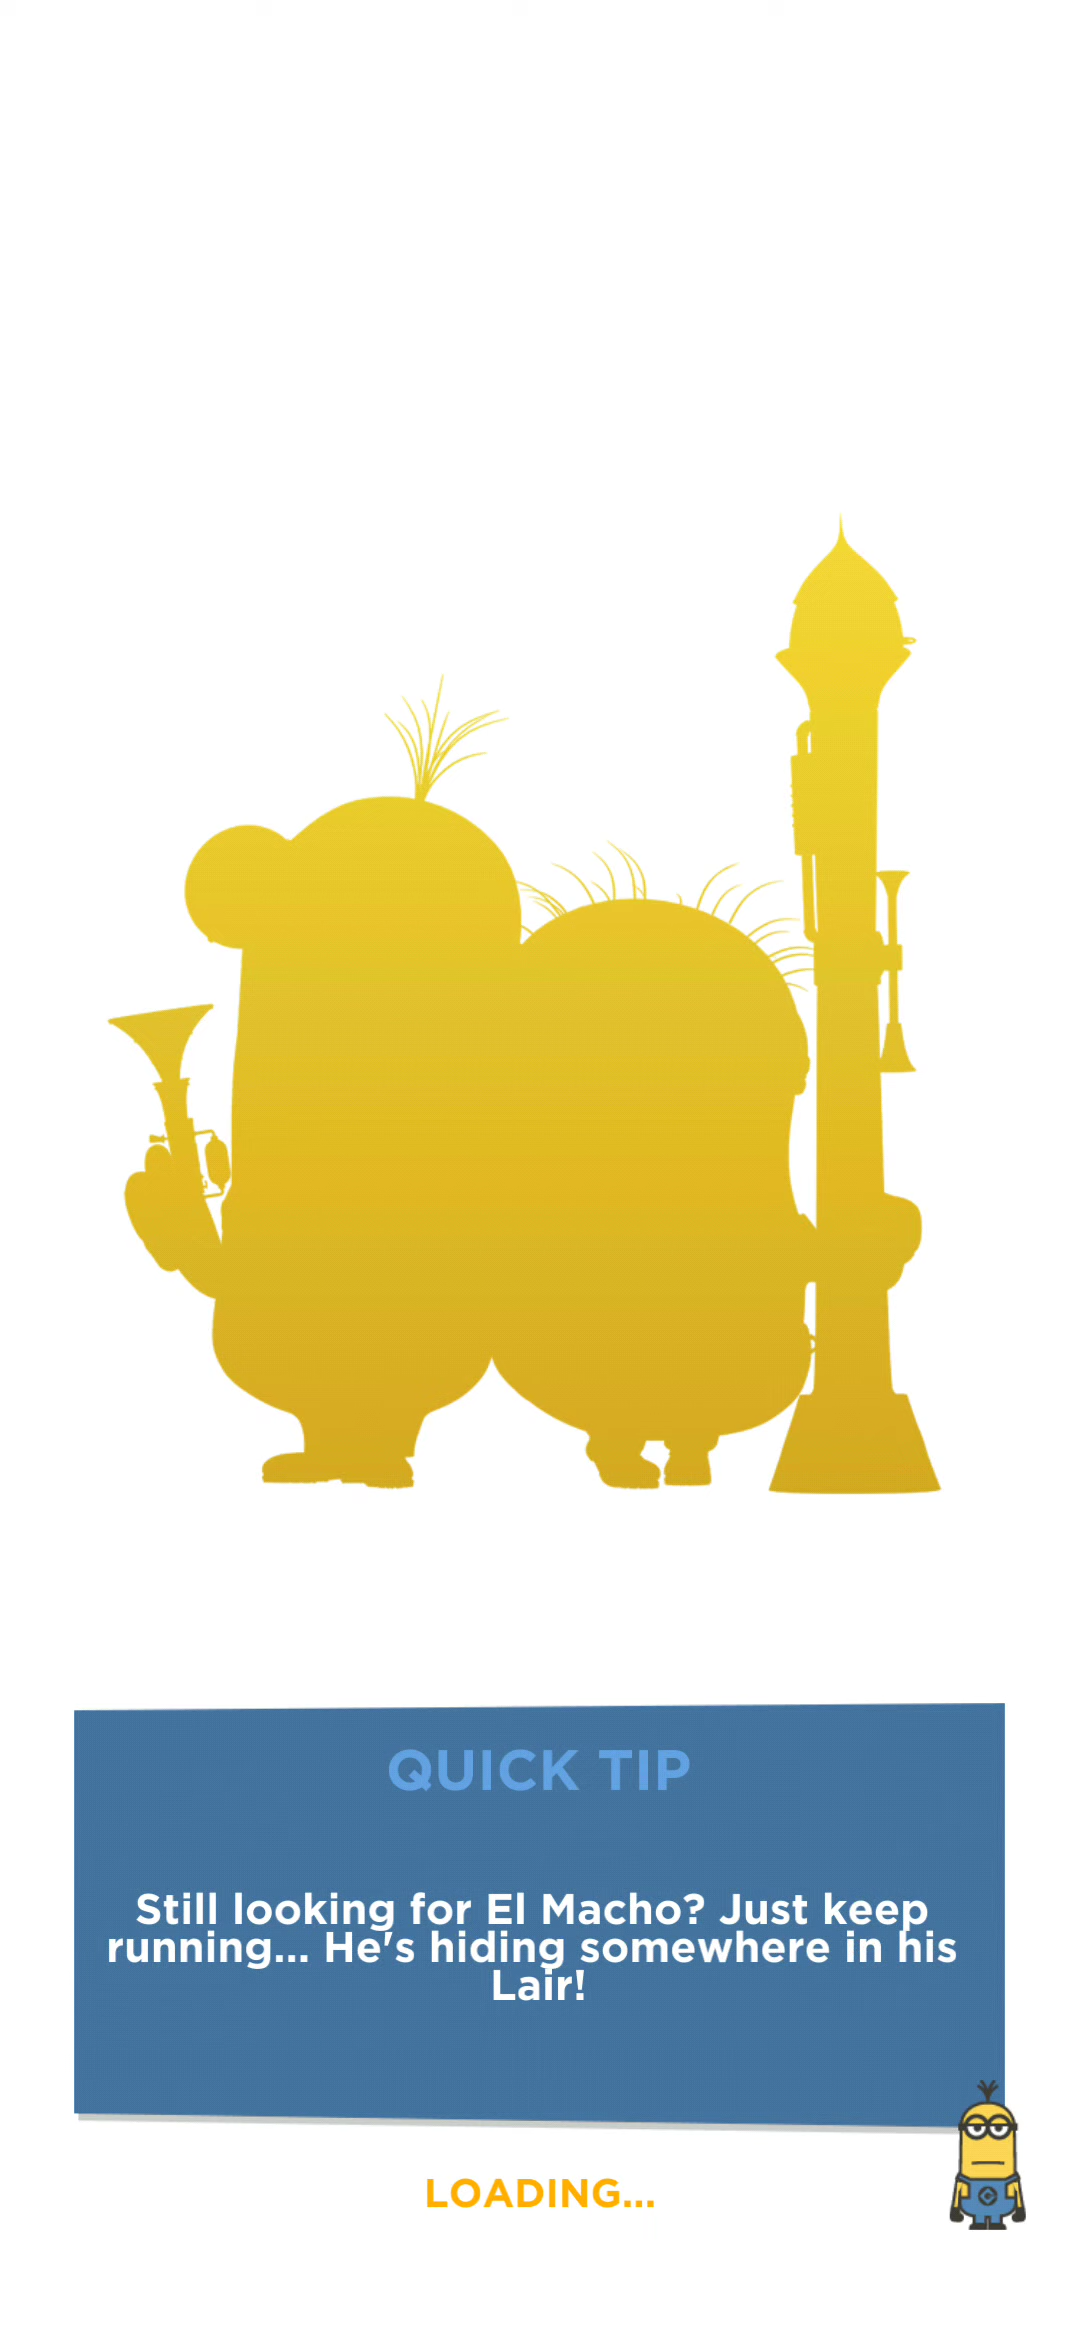 QUICK TIP
Still looking for El Macho? Just keep
running... He's hiding somewhere in his
Lair!
LOADING...